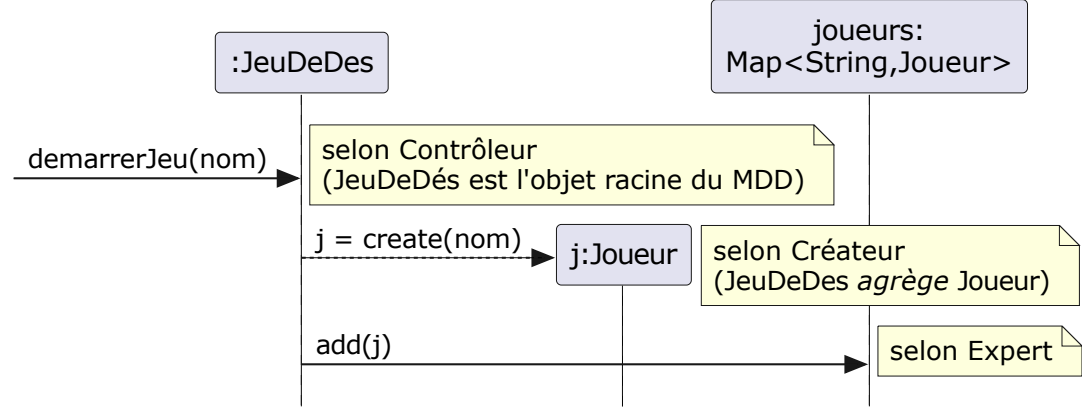 :JeuDeDes
joueurs:
Map<String,Joueur>
demarrerJeu(nom)
selon Contrôleur
(JeuDeDés est l'objet racine du MDD)
j = create(nom)
j:Joueur
selon Créateur
(JeuDeDes agrège Joueur)
add(j)
selon Expert